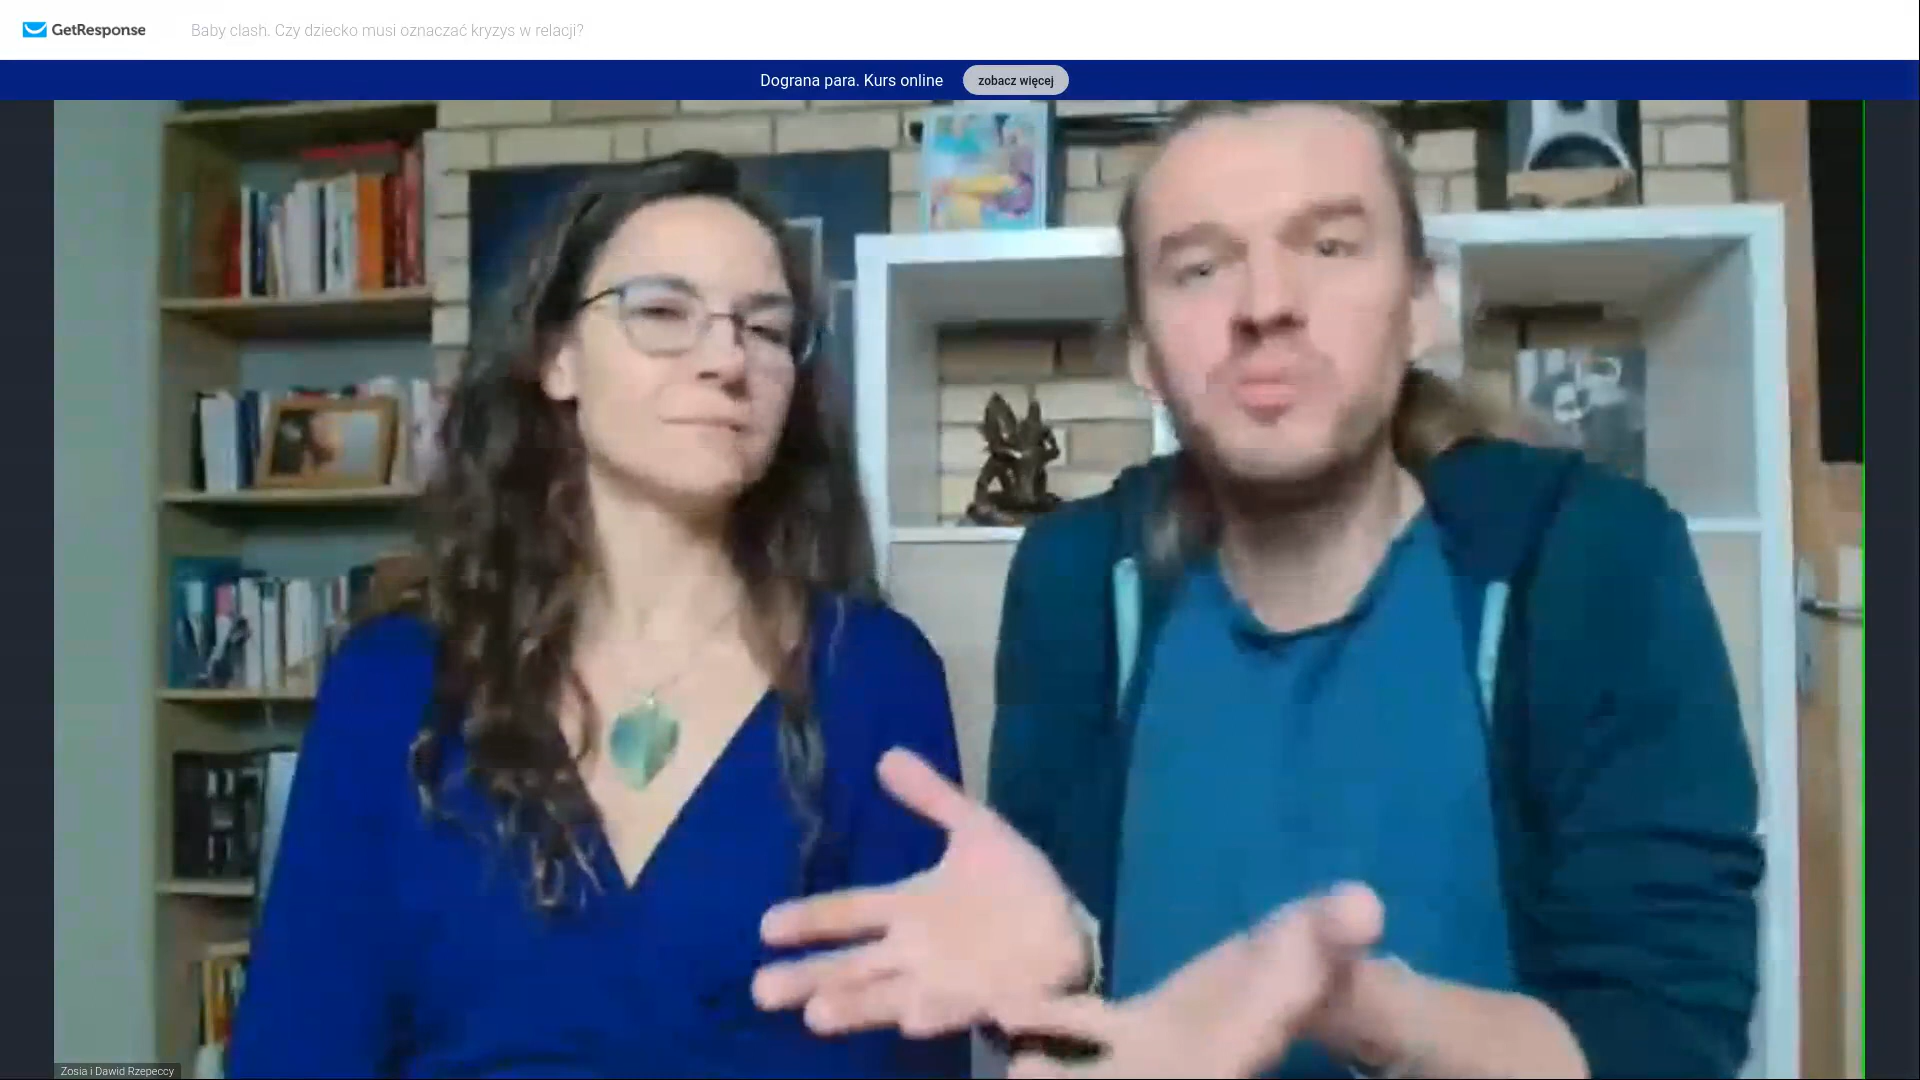 GetResponse
Baby clash. Czy dziecko musi oznaczać kryzys w relacji?
Dograna para. Kurs online
zobacz więcej
Zosia i Dawid Rzepeccy